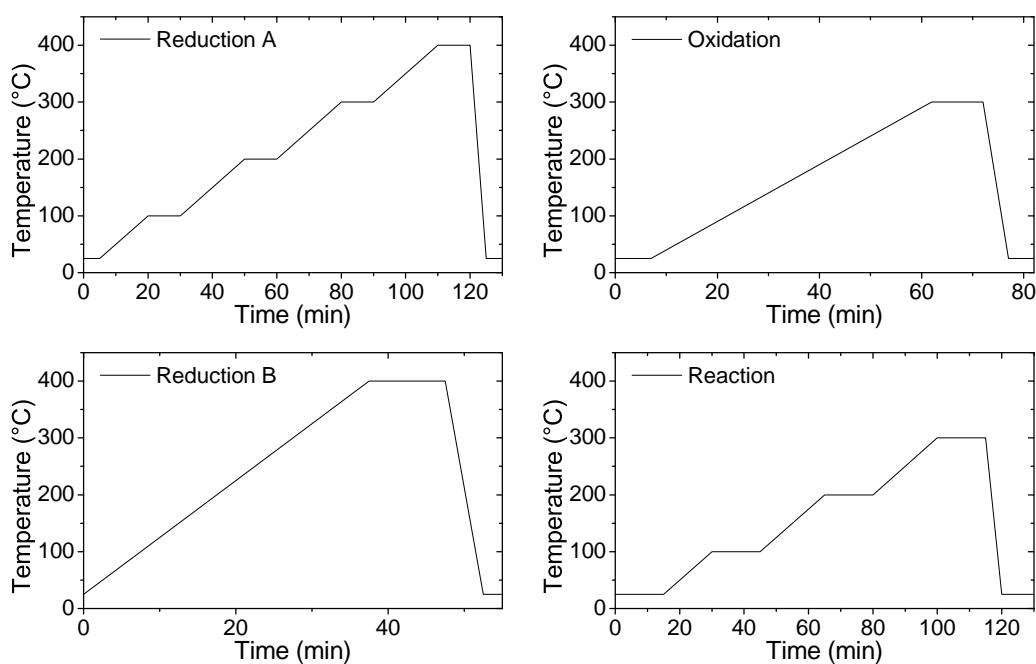 Reduction A
Temperature (°C)
400
300
200
100
0
0 20 40 60 80 100 120
Time (min)
Oxidation
Temperature (°C)
400
300
200
100
0
0 20 40 60 80
Time (min)
Reduction B
Temperature (°C)
400
300
200
100
0
0 20 40
Time (min)
Reaction
Temperature (°C)
400
300
200
100
0
0 20 40 60 80 100 120
Time (min)